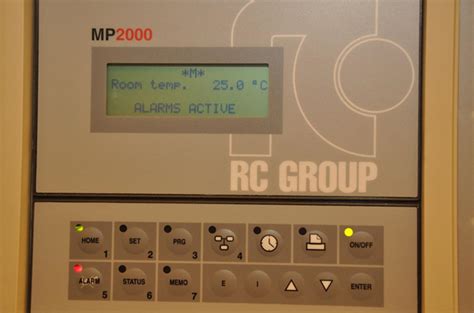 MP2000
*M*
Room temp. 25.0 °C
ALARMS ACTIVE
RC GROUP
HOME 1
SET 2
PRG 3
4
ON/OFF
ALARM 5
STATUS 6
MEMO 7
E
I
ENTER